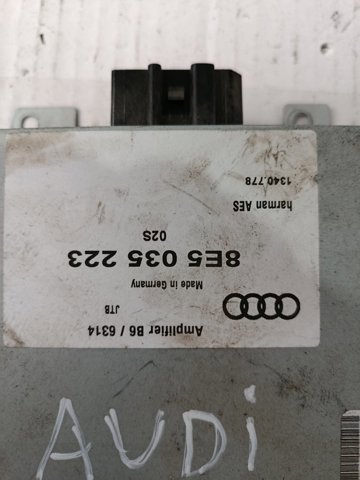 Amplifier B6 / 6314
JTB
Made in Germany
8E5 035 223
02S
harman AES
1340.778
AUDi